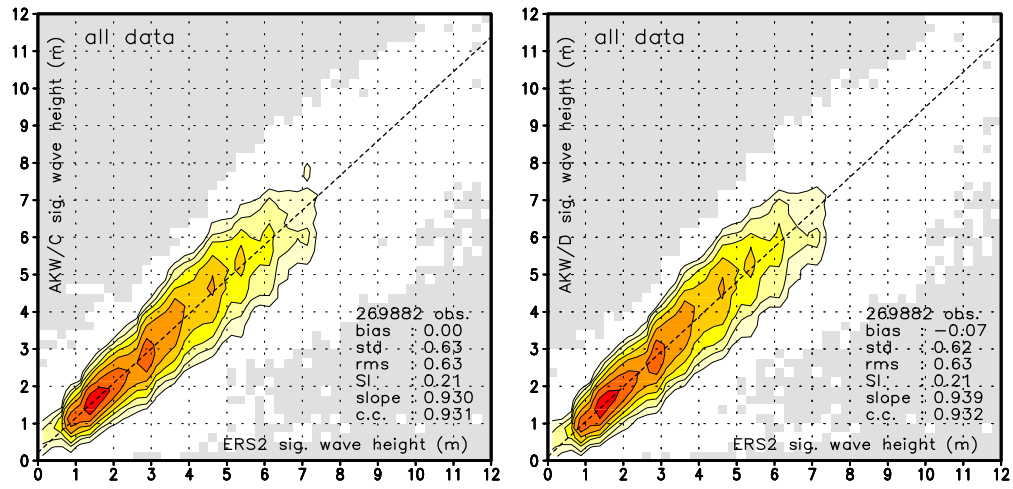 all data
AKW/C sig. wave height (m)
12
11
10
9
8
7
6
5
4
3
2
1
0
269882 obs.
bias : 0.00
std : 0.63
rms : 0.63
SI : 0.21
slope : 0.930
c.c. : 0.931
ERS2 sig. wave height (m)
0 1 2 3 4 5 6 7 8 9 10 11 12
all data
AKW/D sig. wave height (m)
12
11
10
9
8
7
6
5
4
3
2
1
0
269882 obs.
bias : −0.07
std : 0.62
rms : 0.63
SI : 0.21
slope : 0.939
c.c. : 0.932
ERS2 sig. wave height (m)
0 1 2 3 4 5 6 7 8 9 10 11 12